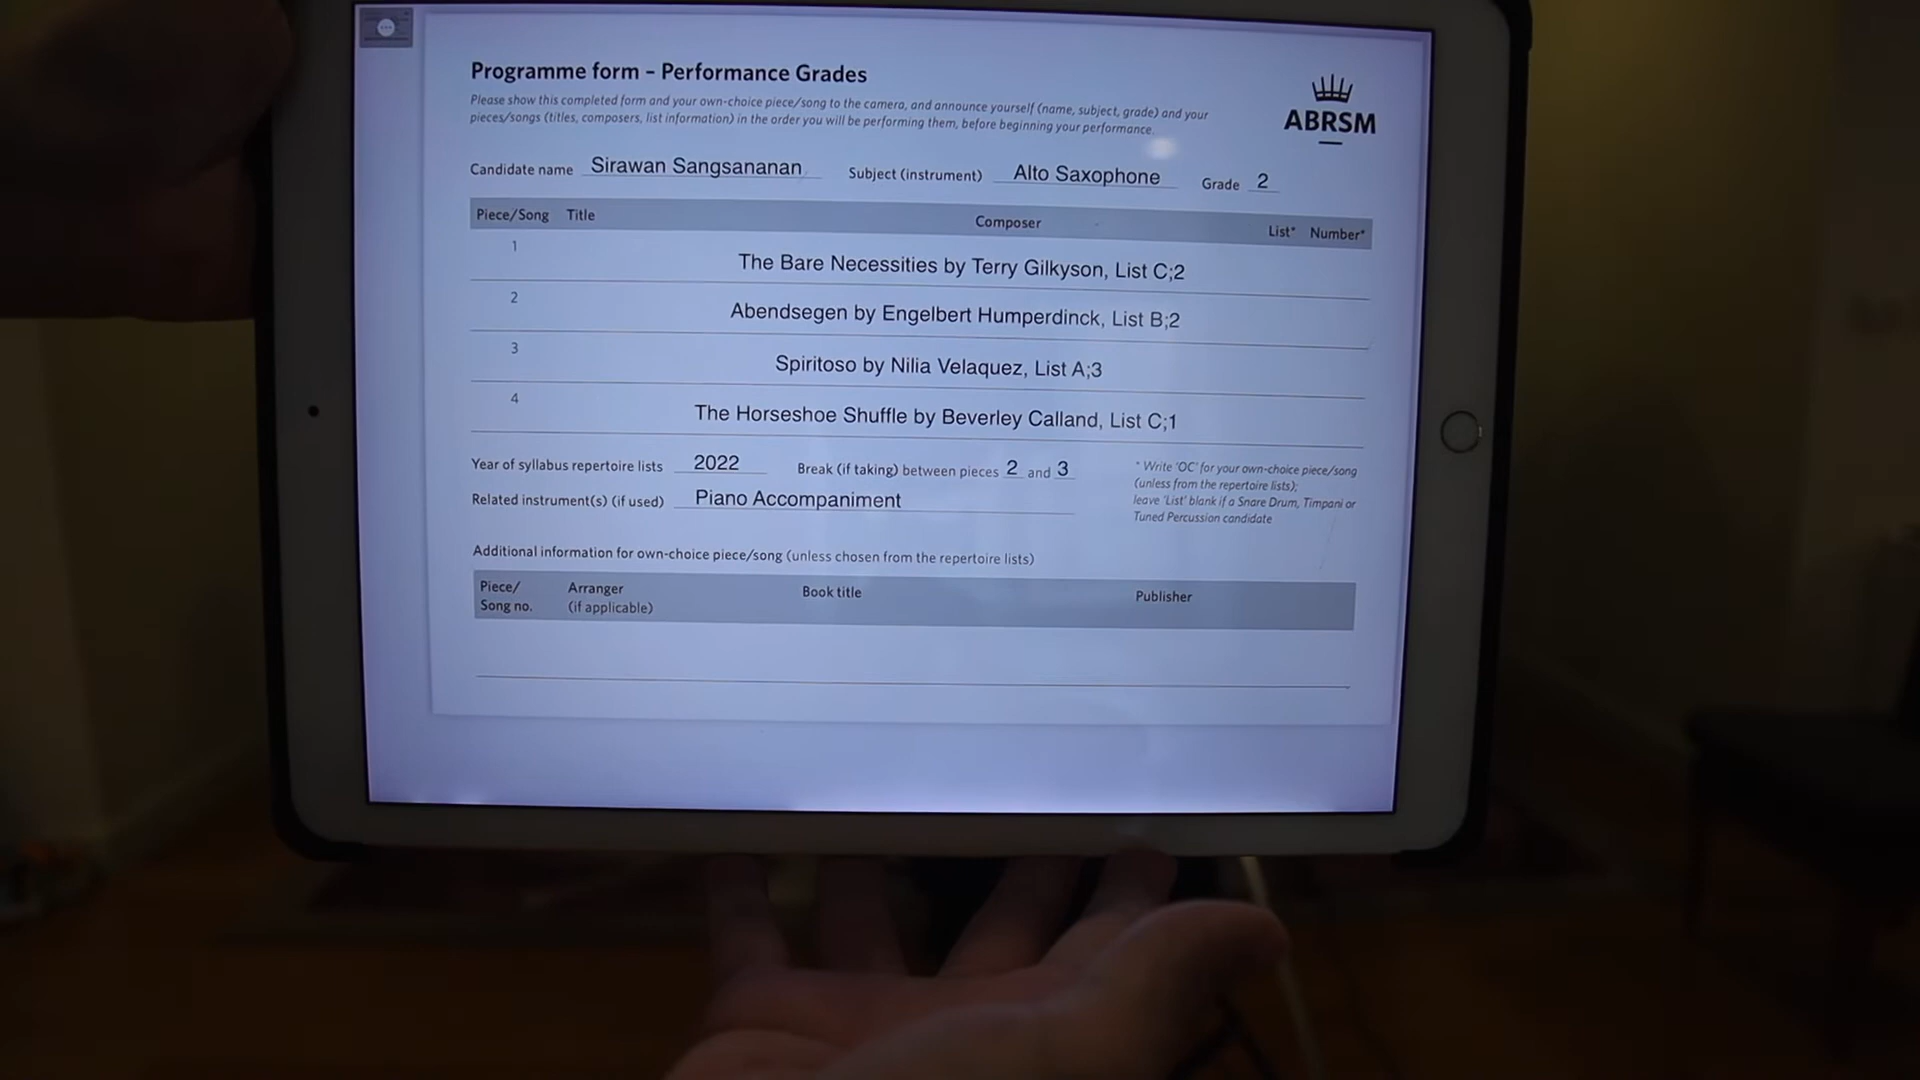 Programme form – Performance Grades
Please show this completed form and your own-choice piece/song to the camera, and announce yourself (name, subject, grade) and your
pieces/songs (titles, composers, list information) in the order you will be performing them, before beginning your performance.
ABRSM
Candidate name Sirawan Sangsananan Subject (instrument) Alto Saxophone Grade 2
Piece/Song Title Composer List* Number*
1 The Bare Necessities by Terry Gilkyson, List C;2
2 Abendsegen by Engelbert Humperdinck, List B;2
3 Spiritoso by Nilia Velaquez, List A;3
4 The Horseshoe Shuffle by Beverley Calland, List C;1
Year of syllabus repertoire lists 2022 Break (if taking) between pieces 2 and 3
Related instrument(s) (if used) Piano Accompaniment
* Write 'OC' for your own-choice piece/song
(unless from the repertoire lists);
leave 'List' blank if a Snare Drum, Timpani or
Tuned Percussion candidate
Additional information for own-choice piece/song (unless chosen from the repertoire lists)
Piece/ Arranger Book title Publisher
Song no. (if applicable)